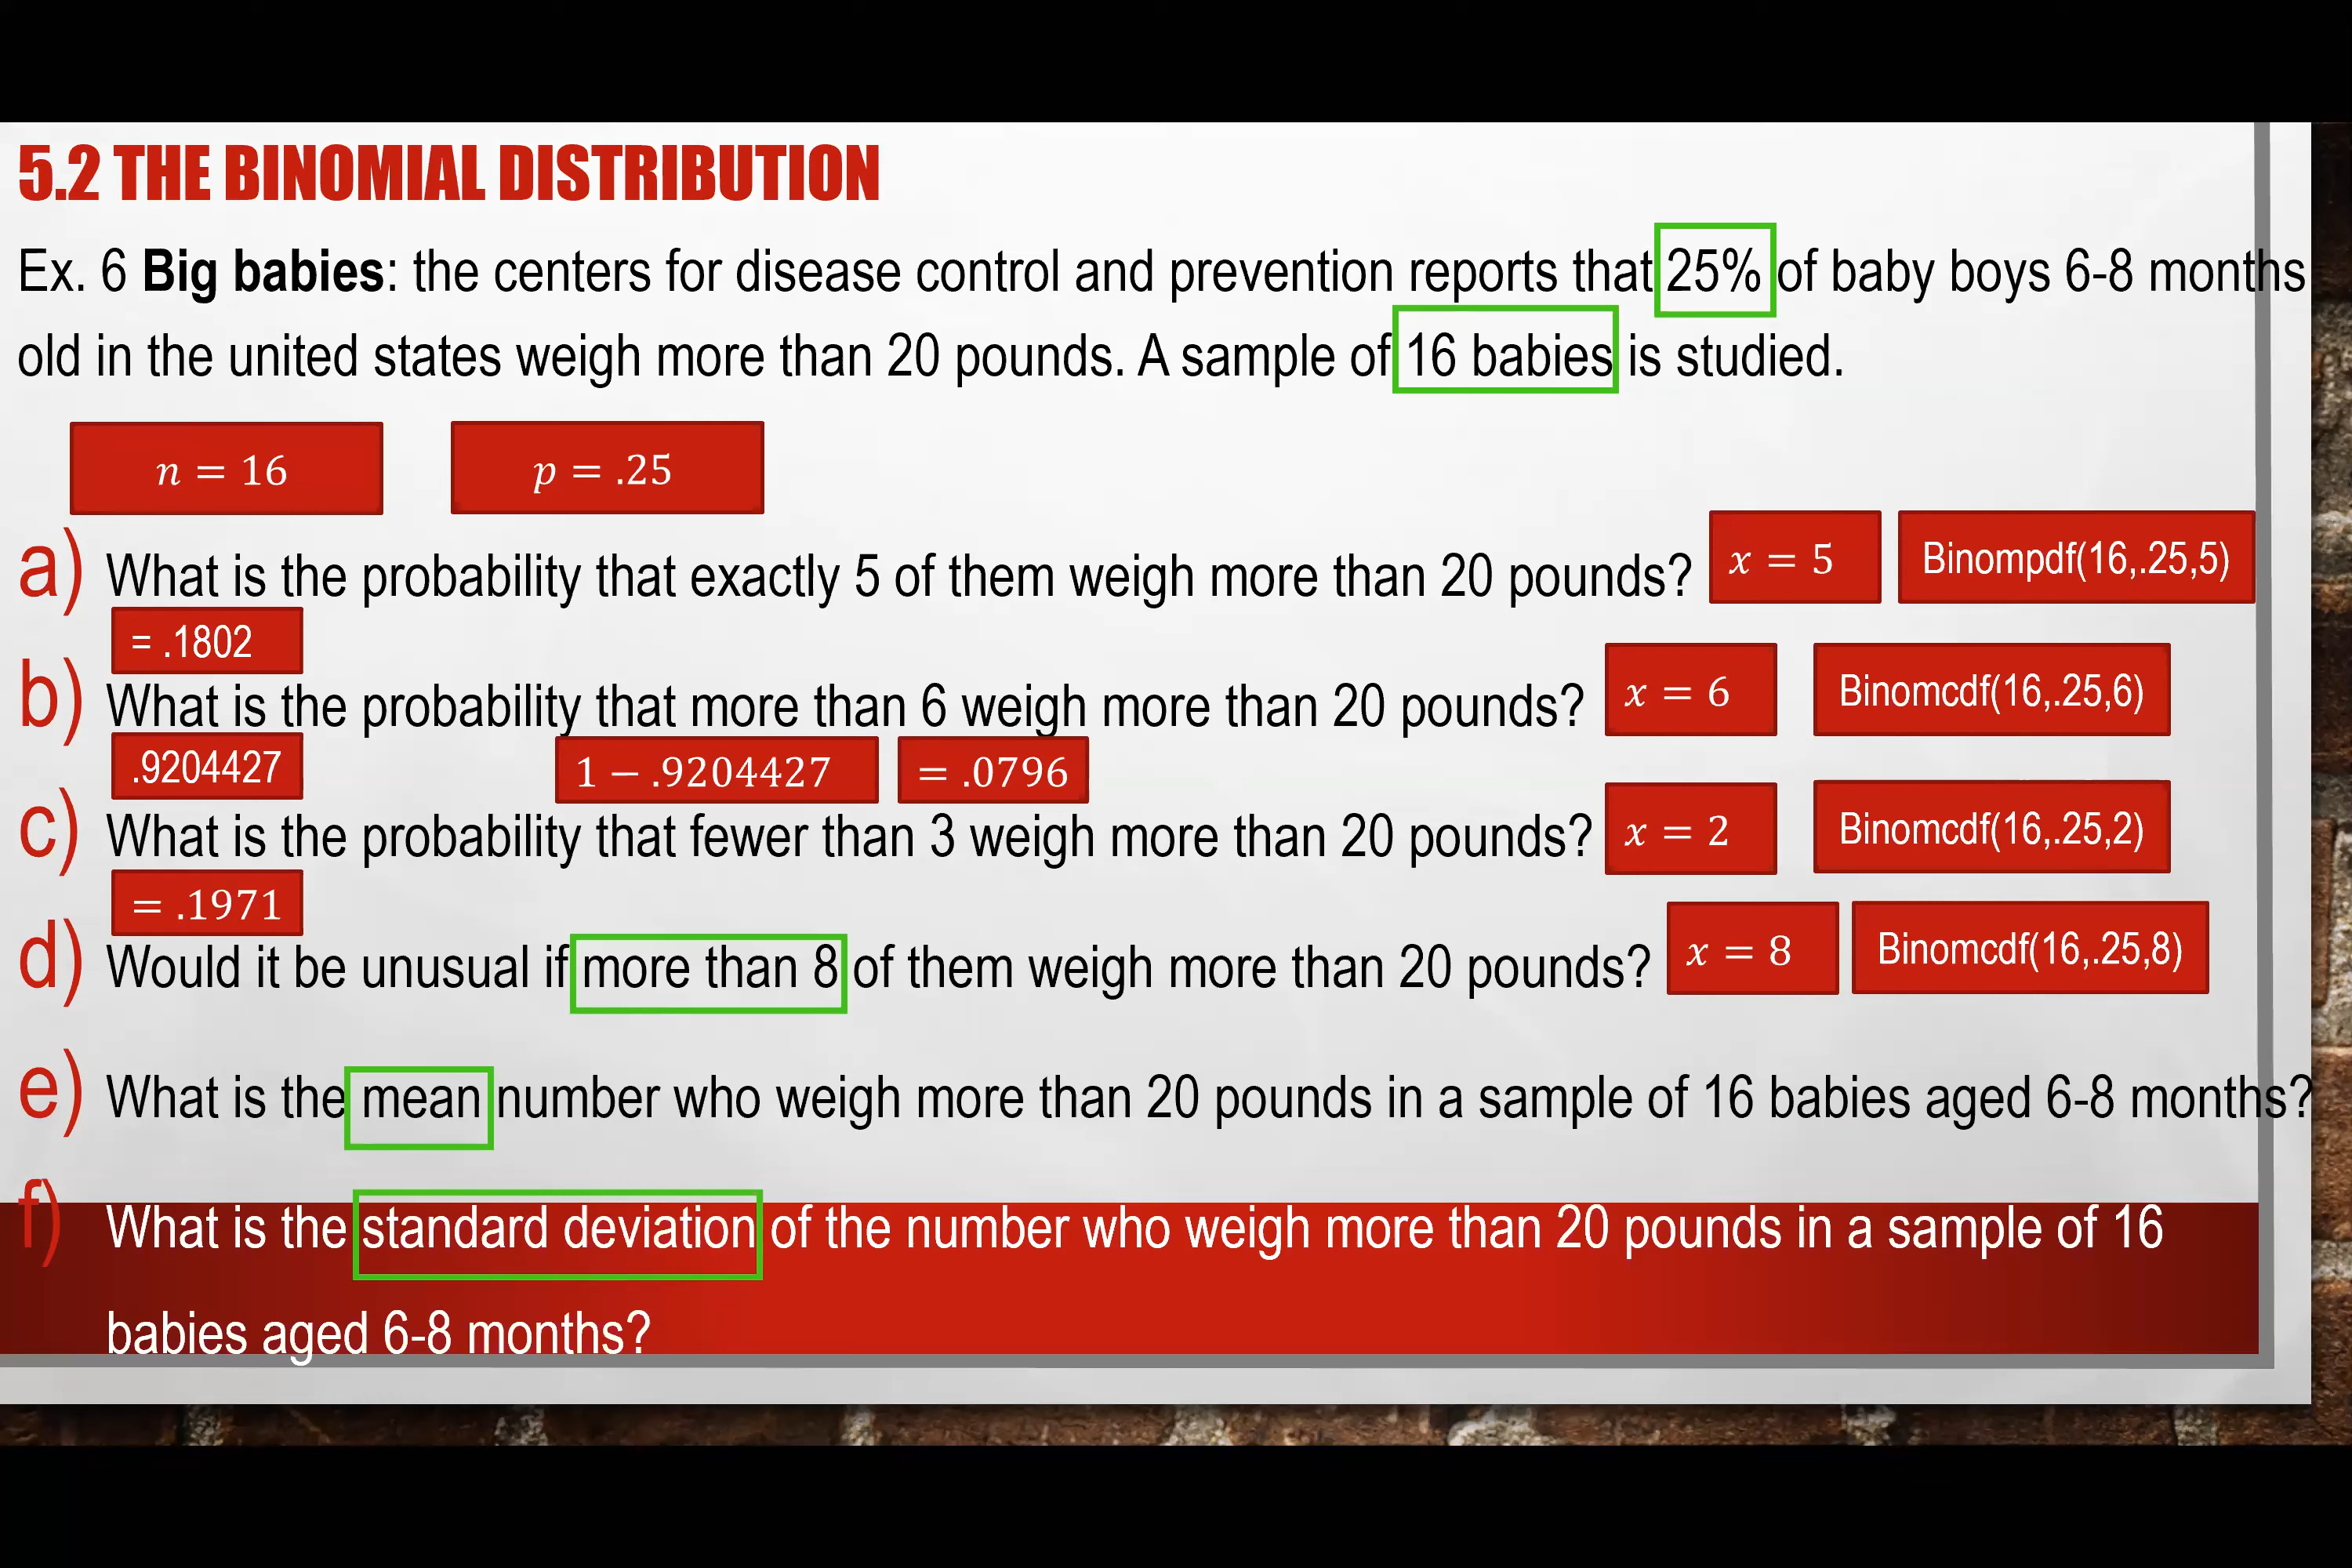 5.2 THE BINOMIAL DISTRIBUTION
Ex. 6 Big babies: the centers for disease control and prevention reports that 25% of baby boys 6-8 months
old in the united states weigh more than 20 pounds. A sample of 16 babies is studied.
n = 16 p = .25
a) What is the probability that exactly 5 of them weigh more than 20 pounds? x = 5 Binompdf(16,.25,5)
= .1802
b) What is the probability that more than 6 weigh more than 20 pounds? x = 6 Binomcdf(16,.25,6)
.9204427 1 − .9204427 = .0796
c) What is the probability that fewer than 3 weigh more than 20 pounds? x = 2 Binomcdf(16,.25,2)
= .1971
d) Would it be unusual if more than 8 of them weigh more than 20 pounds? x = 8 Binomcdf(16,.25,8)
e) What is the mean number who weigh more than 20 pounds in a sample of 16 babies aged 6-8 months?
f) What is the standard deviation of the number who weigh more than 20 pounds in a sample of 16
babies aged 6-8 months?